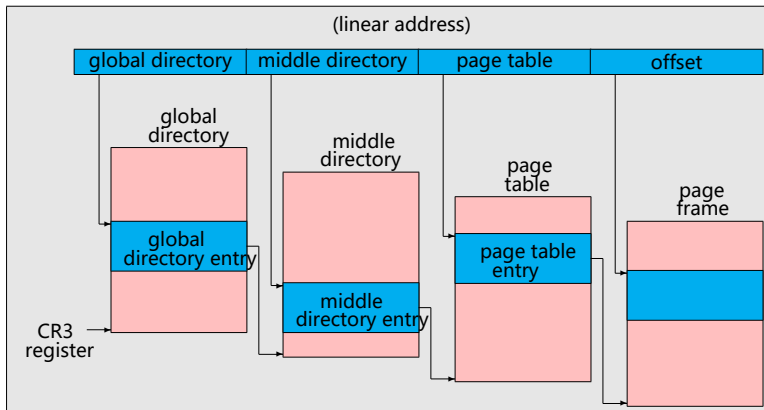 (linear address)
global directory
middle directory
page table
offset
global
directory
middle
directory
page
table
page
frame
global
directory entry
page table
entry
middle
directory entry
CR3
register